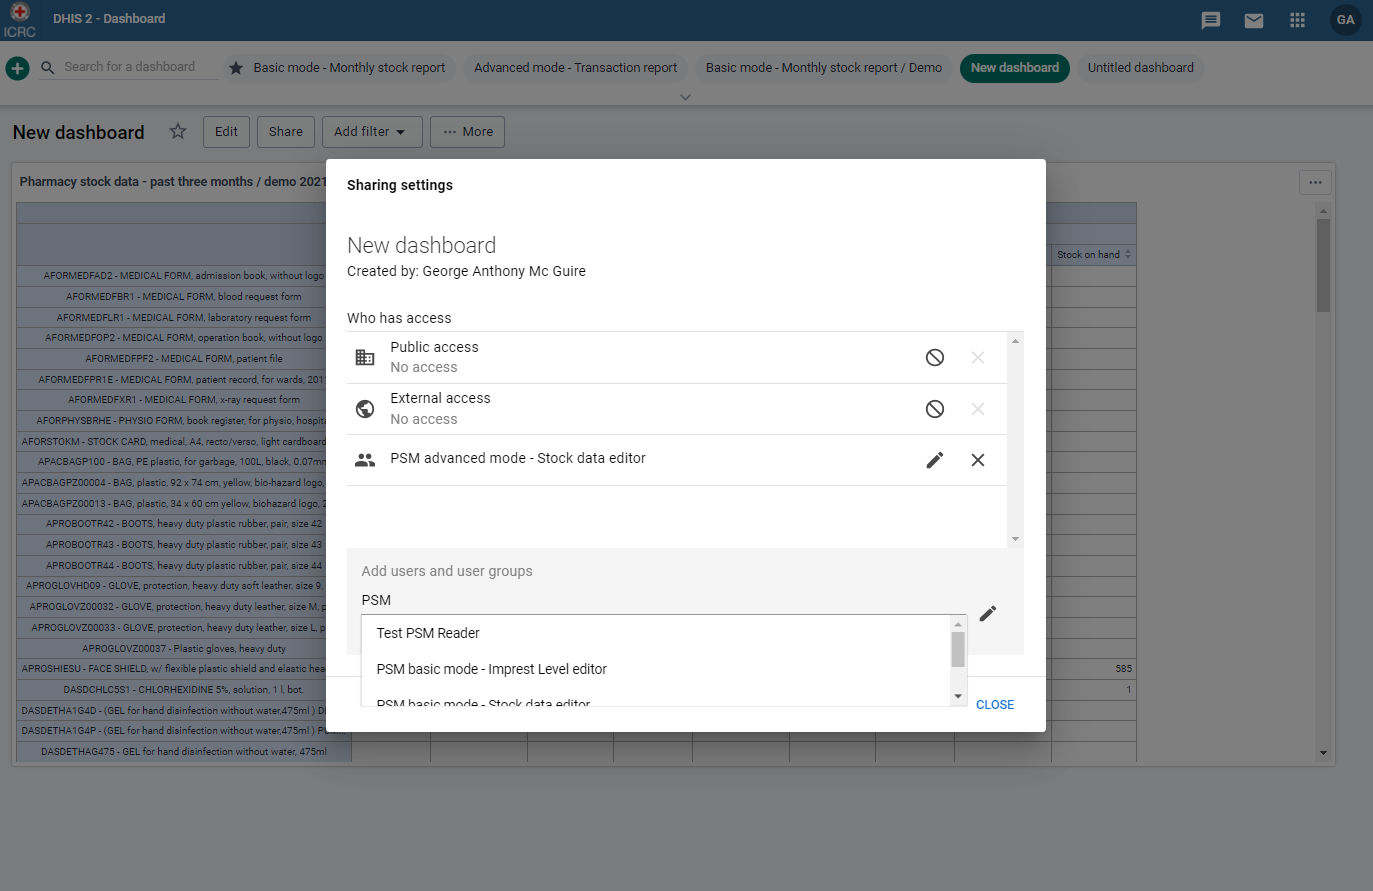 DHIS 2 - Dashboard
ICRC
GA
Search for a dashboard
Basic mode - Monthly stock report
Advanced mode - Transaction report
Basic mode - Monthly stock report / Demo
New dashboard
Untitled dashboard
New dashboard
Edit
Share
Add filter
More
Pharmacy stock data - past three months / demo 2021
Stock on hand
AFORMEDFAD2 - MEDICAL FORM, admission book, without logo
AFORMEDFBR1 - MEDICAL FORM, blood request form
AFORMEDFLR1 - MEDICAL FORM, laboratory request form
AFORMEDFOP2 - MEDICAL FORM, operation book, without logo
AFORMEDFPF2 - MEDICAL FORM, patient file
AFORMEDFPR1E - MEDICAL FORM, patient record, for wards, 201
AFORMEDFXR1 - MEDICAL FORM, x-ray request form
AFORPHYSBRHE - PHYSIO FORM, book register, for physio, hospita
AFORSTOKM - STOCK CARD, medical, A4, recto/verso, light cardboard
APACBAGP100 - BAG, PE plastic, for garbage, 100L, black, 0.07mm
APACBAGPZ00004 - BAG, plastic, 92 x 74 cm, yellow, bio-hazard logo,
APACBAGPZ00013 - BAG, plastic, 34 x 60 cm yellow, biohazard logo, 2
APROBOOTR42 - BOOTS, heavy duty plastic rubber, pair, size 42
APROBOOTR43 - BOOTS, heavy duty plastic rubber, pair, size 43
APROBOOTR44 - BOOTS, heavy duty plastic rubber, pair, size 44
APROGLOVHD09 - GLOVE, protection, heavy duty soft leather, size 9,
APROGLOVZ00032 - GLOVE, protection, heavy duty leather, size M, p
APROGLOVZ00033 - GLOVE, protection, heavy duty leather, size L, p
APROGLOVZ00037 - Plastic gloves, heavy duty
APROSHIESU - FACE SHIELD, w/ flexible plastic shield and elastic hea
585
DASDCHLC5S1 - CHLORHEXIDINE 5%, solution, 1 l, bot.
1
DASDETHA1G4D - (GEL for hand disinfection without water,475ml )
DASDETHA1G4P - (GEL for hand disinfection without water,475ml )
DASDETHAG475 - GEL for hand disinfection without water, 475ml
Sharing settings
New dashboard
Created by: George Anthony Mc Guire
Who has access
Public access
No access
External access
No access
PSM advanced mode - Stock data editor
Add users and user groups
PSM
Test PSM Reader
PSM basic mode - Imprest Level editor
PSM basic mode - Stock data editor
CLOSE